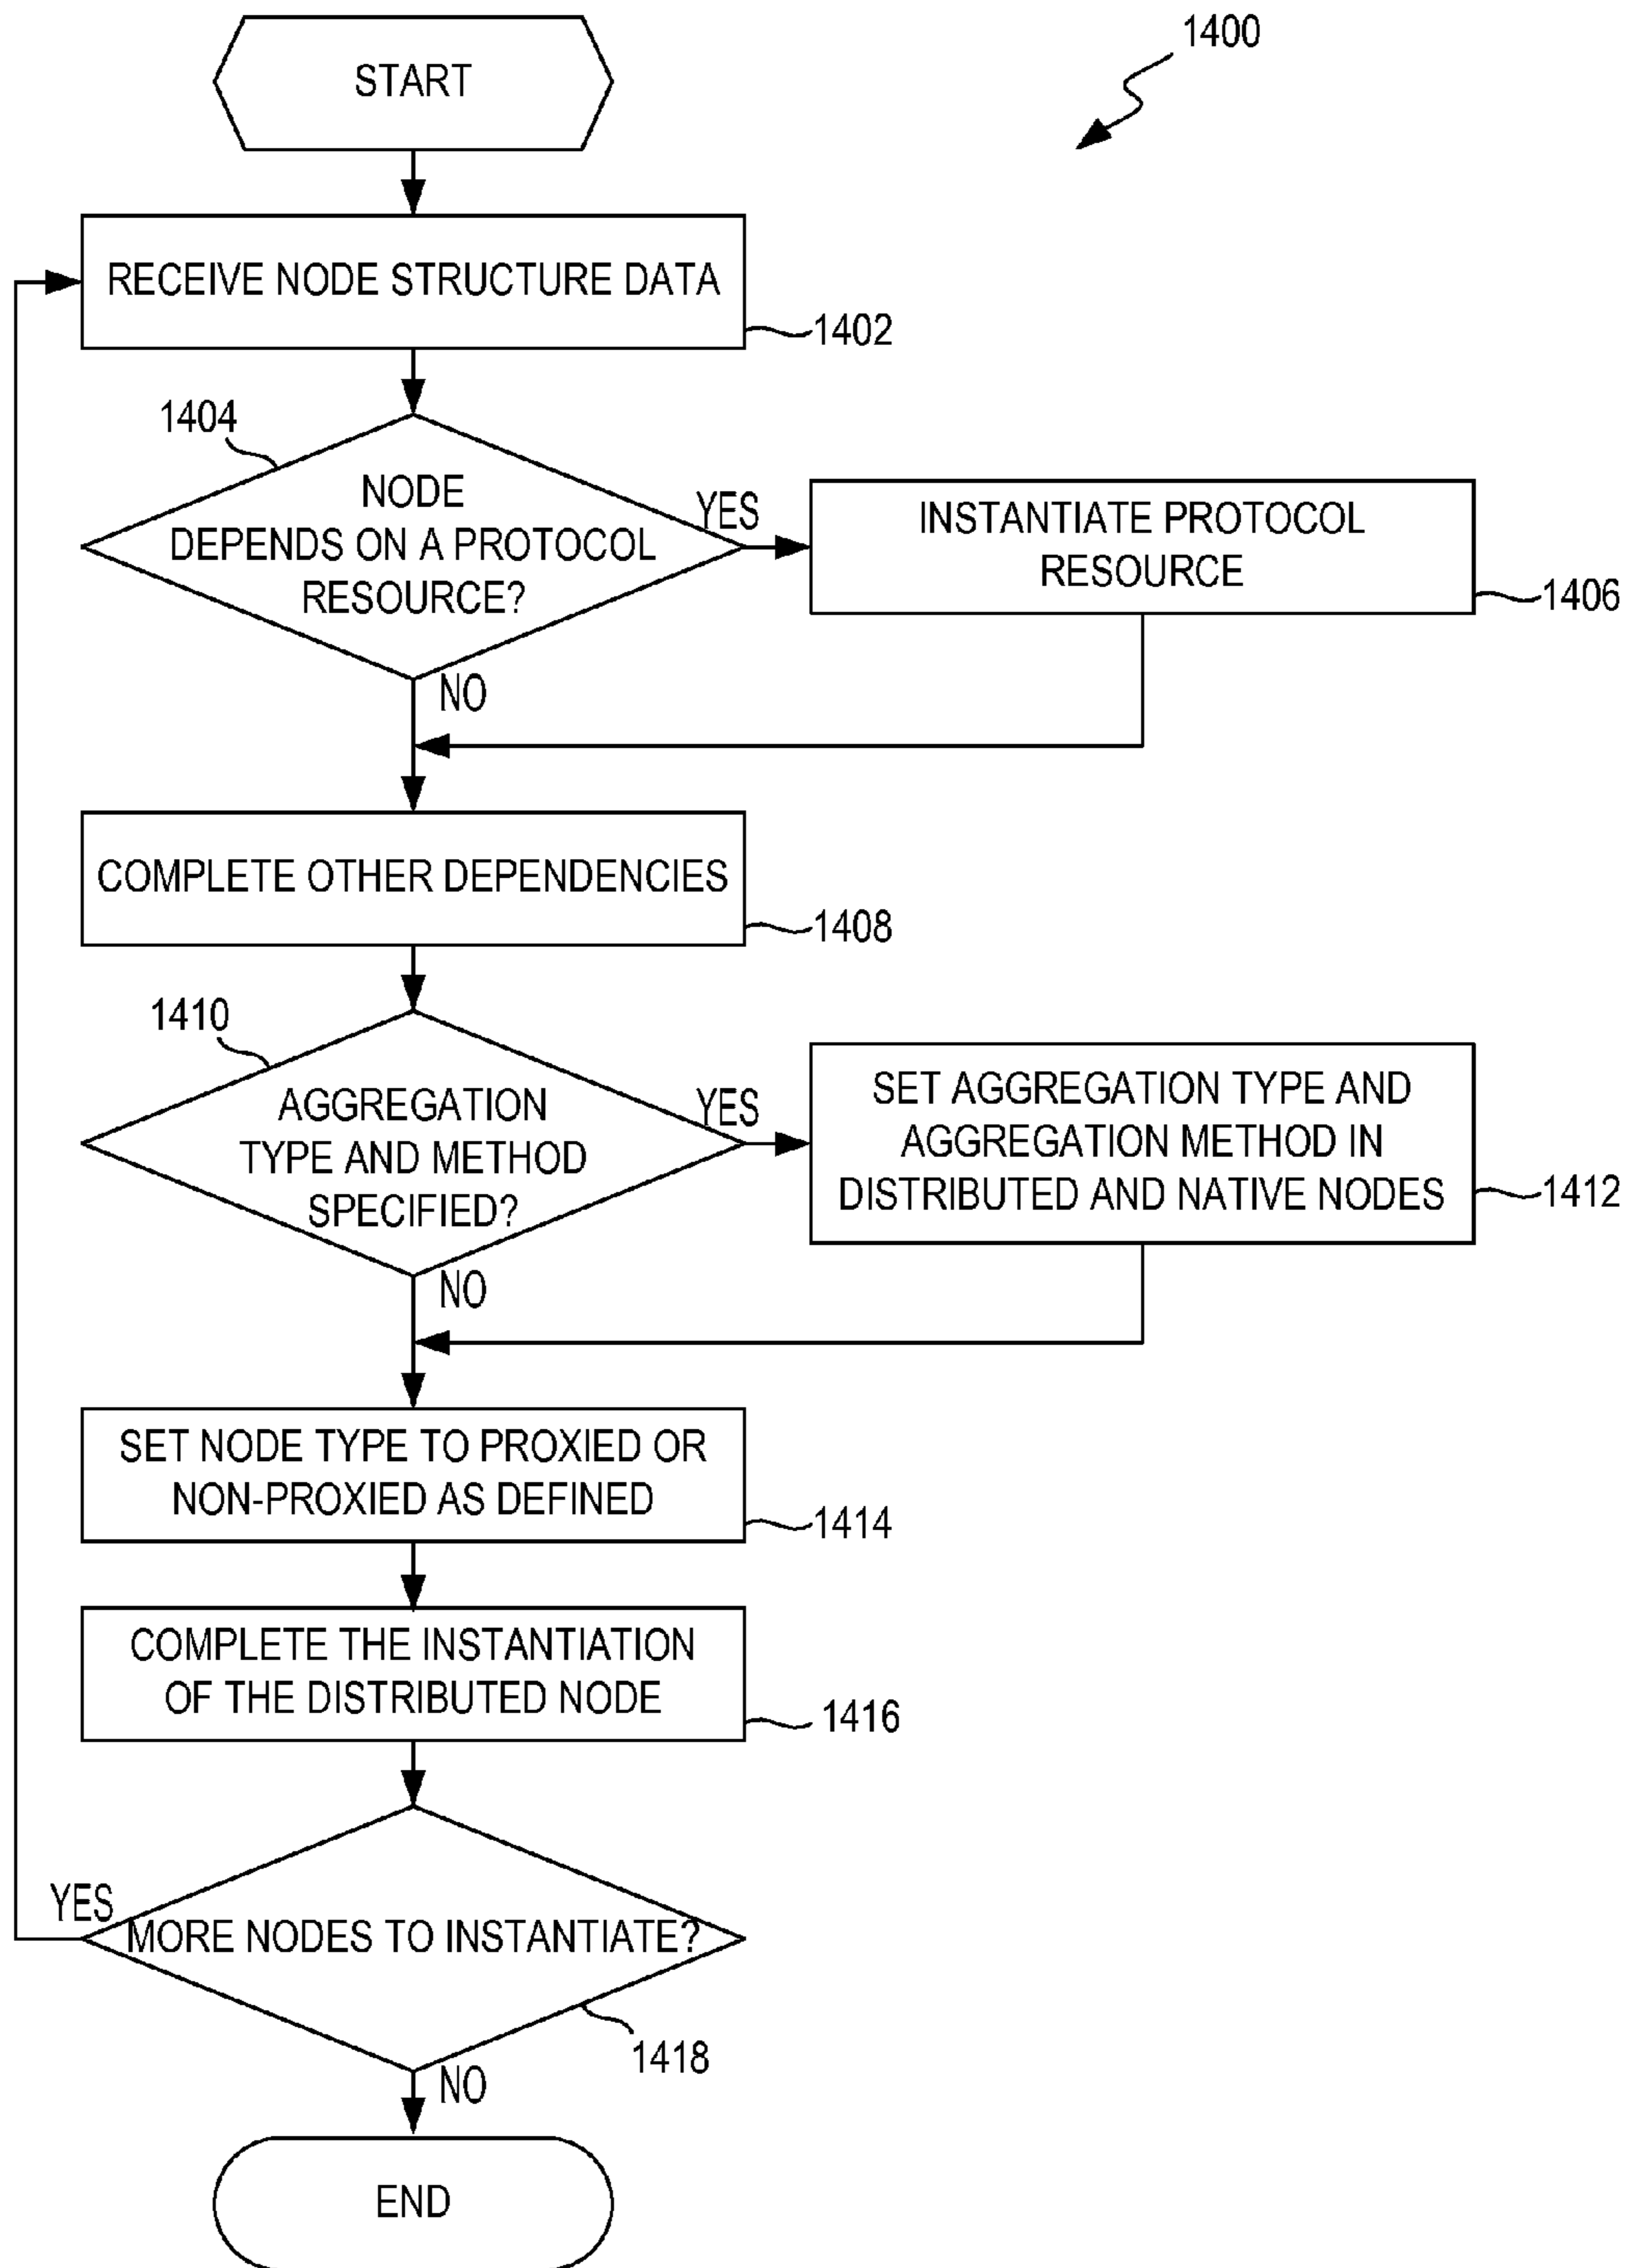 START
1400
RECEIVE NODE STRUCTURE DATA
1402
1404
NODE
DEPENDS ON A PROTOCOL
RESOURCE?
YES
INSTANTIATE PROTOCOL
RESOURCE
1406
NO
COMPLETE OTHER DEPENDENCIES
1408
1410
AGGREGATION
TYPE AND METHOD
SPECIFIED?
YES
SET AGGREGATION TYPE AND
AGGREGATION METHOD IN
DISTRIBUTED AND NATIVE NODES
1412
NO
SET NODE TYPE TO PROXIED OR
NON-PROXIED AS DEFINED
1414
COMPLETE THE INSTANTIATION
OF THE DISTRIBUTED NODE
1416
YES
MORE NODES TO INSTANTIATE?
1418
NO
END